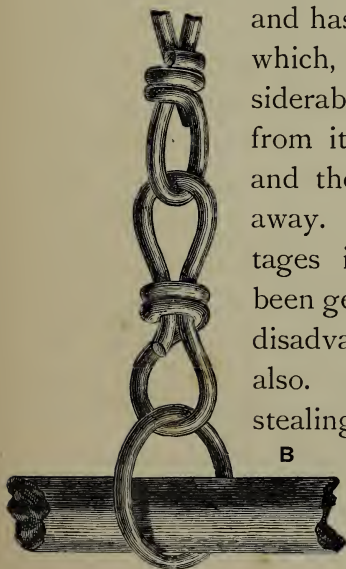 and has
which,
siderab
from it
and the
away.
tages i
been ge
disadva
also.
stealing
B